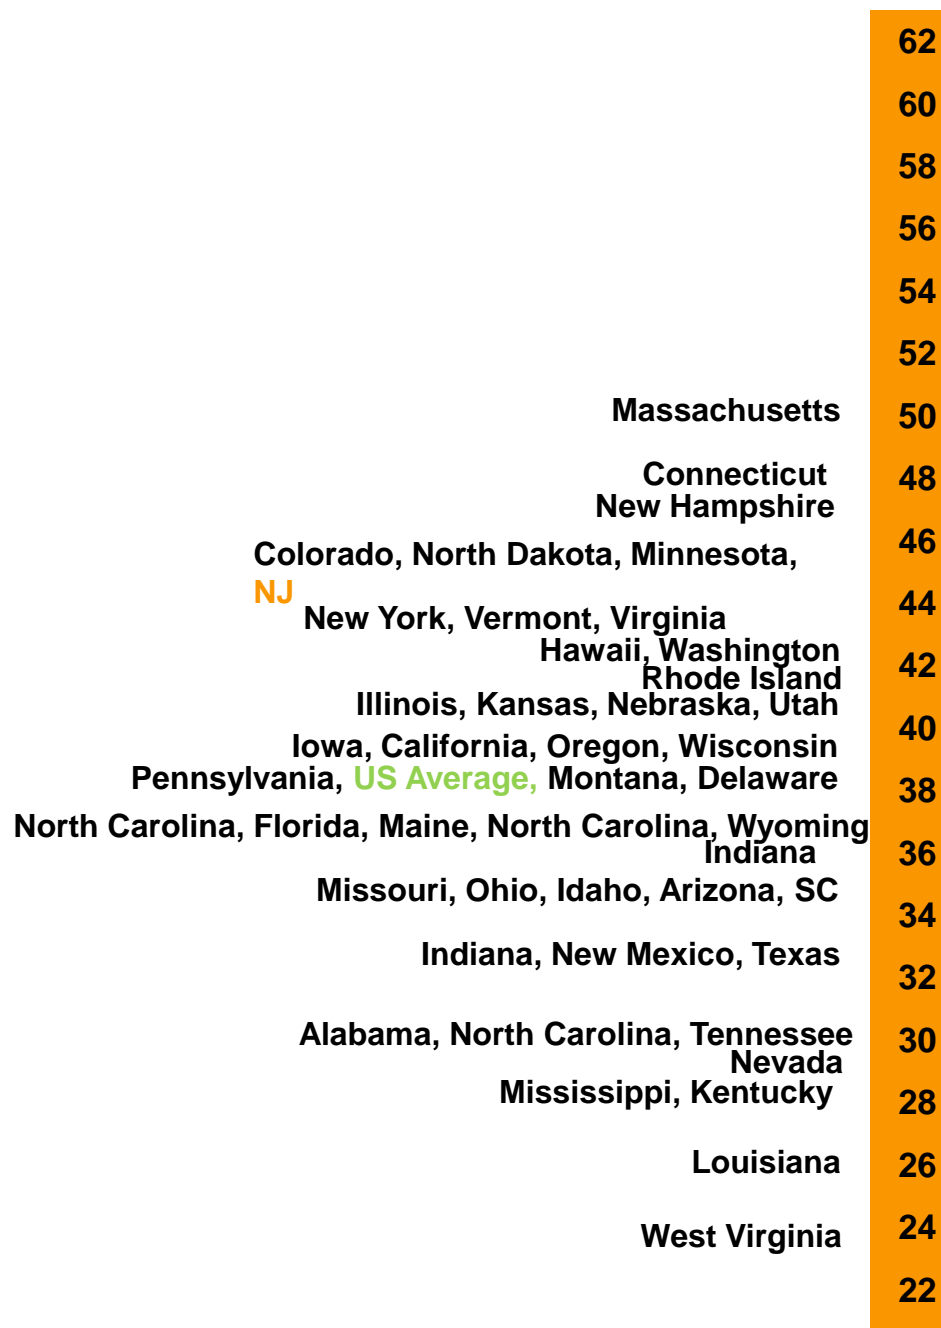 62
60
58
56
54
52
Massachusetts 50
Connecticut 48
New Hampshire
46
Colorado, North Dakota, Minnesota,
NJ 44
New York, Vermont, Virginia
Hawaii, Washington
42
Rhode Island
Illinois, Kansas, Nebraska, Utah
40
Iowa, California, Oregon, Wisconsin
Pennsylvania, US Average, Montana, Delaware
38
North Carolina, Florida, Maine, North Carolina, Wyoming
Indiana 36
Missouri, Ohio, Idaho, Arizona, SC
34
Indiana, New Mexico, Texas
32
Alabama, North Carolina, Tennessee 30
Nevada
Mississippi, Kentucky 28
Louisiana 26
West Virginia 24
22